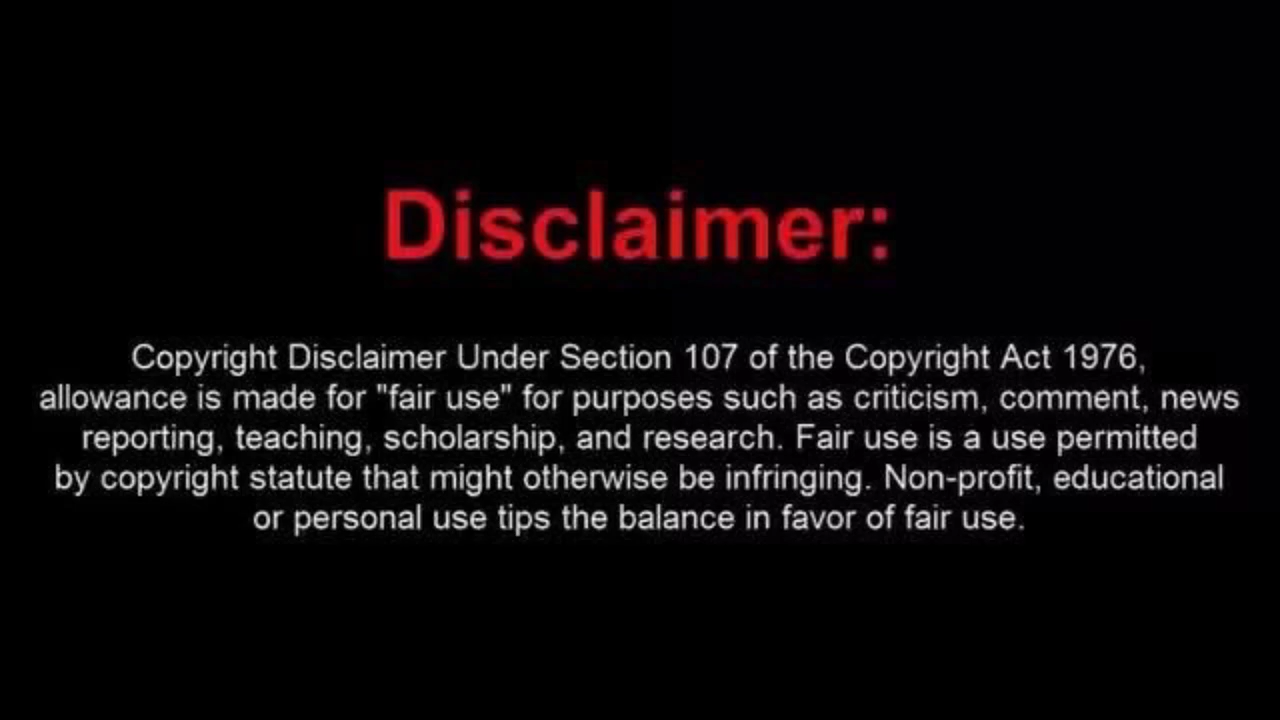 Disclaimer:
Copyright Disclaimer Under Section 107 of the Copyright Act 1976,
allowance is made for "fair use" for purposes such as criticism, comment, news
reporting, teaching, scholarship, and research. Fair use is a use permitted
by copyright statute that might otherwise be infringing. Non-profit, educational
or personal use tips the balance in favor of fair use.